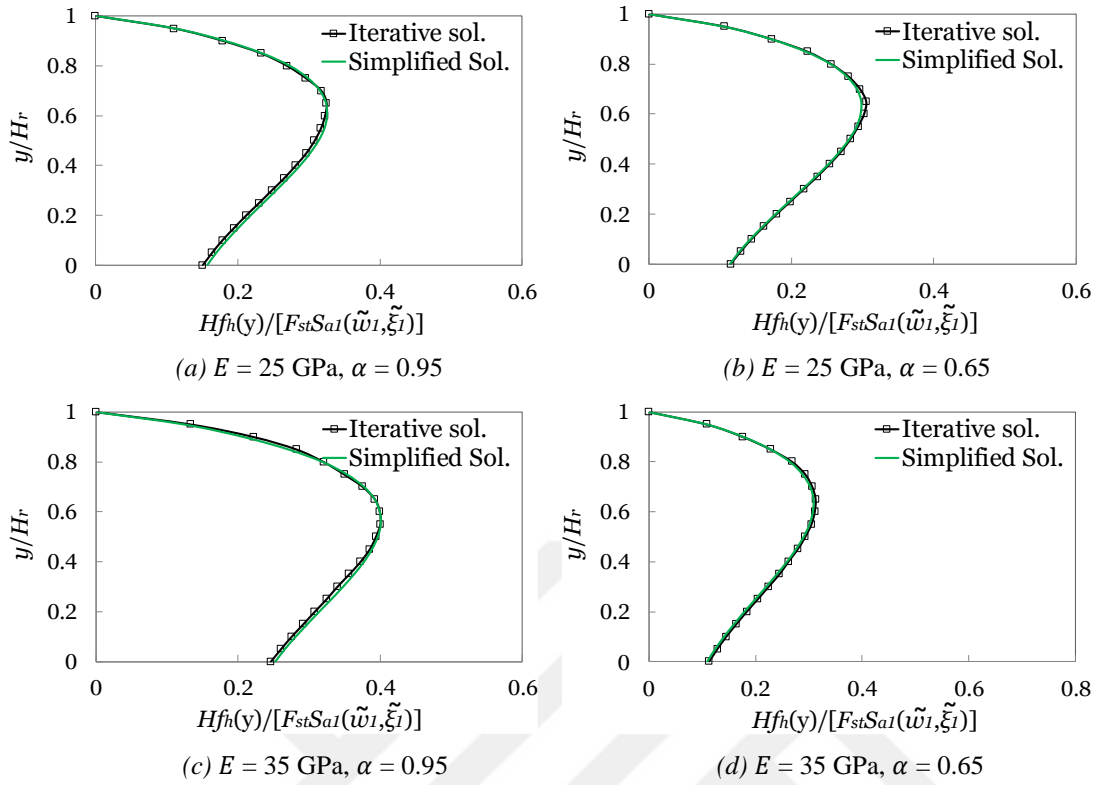 1
0.8
0.6
0.4
0.2
0
y/Hr
Iterative sol.
Simplified Sol.
0 0.2 0.4 0.6
Hfh(y)/[FstSa1(w̃1,ξ̃1)]
(a) E = 25 GPa, α = 0.95
1
0.8
0.6
0.4
0.2
0
y/Hr
Iterative sol.
Simplified Sol.
0 0.2 0.4 0.6
Hfh(y)/[FstSa1(w̃1,ξ̃1)]
(b) E = 25 GPa, α = 0.65
1
0.8
0.6
0.4
0.2
0
y/Hr
Iterative sol.
Simplified Sol.
0 0.2 0.4 0.6
Hfh(y)/[FstSa1(w̃1,ξ̃1)]
(c) E = 35 GPa, α = 0.95
1
0.8
0.6
0.4
0.2
0
y/Hr
Iterative sol.
Simplified Sol.
0 0.2 0.4 0.6 0.8
Hfh(y)/[FstSa1(w̃1,ξ̃1)]
(d) E = 35 GPa, α = 0.65